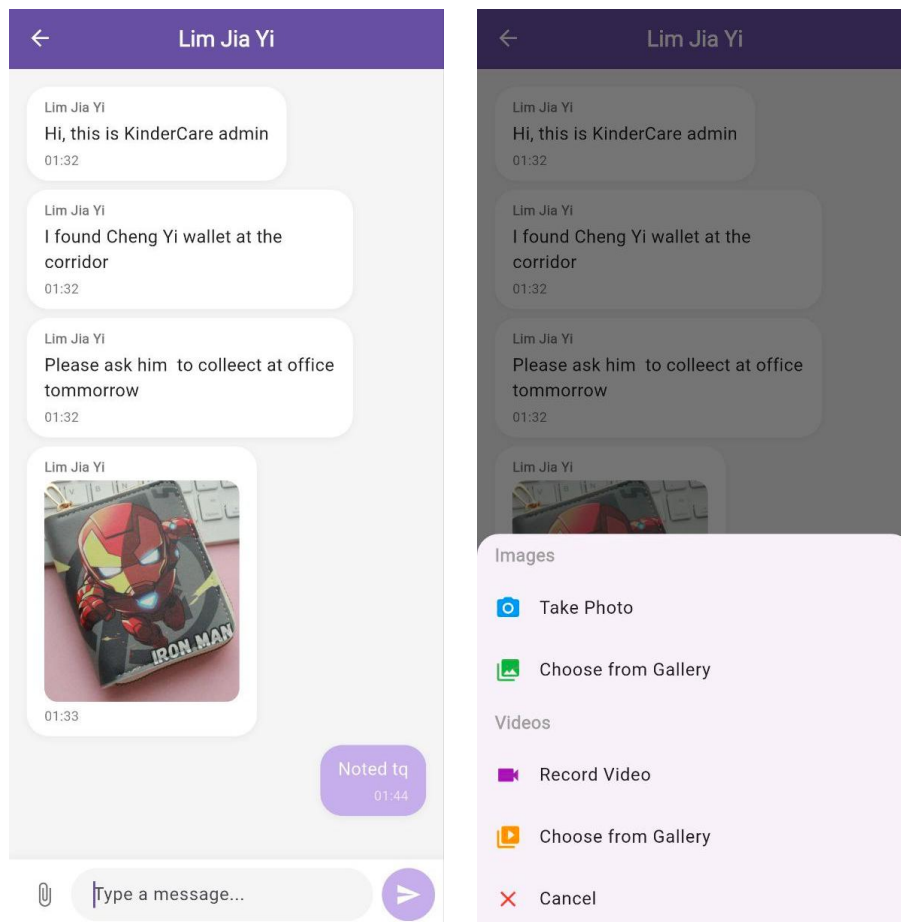 Lim Jia Yi
Lim Jia Yi
Hi, this is KinderCare admin
01:32
Lim Jia Yi
I found Cheng Yi wallet at the
corridor
01:32
Lim Jia Yi
Please ask him  to colleect at office
tommorrow
01:32
Lim Jia Yi
IRON MAN
01:33
Noted tq
01:44
Type a message...
Lim Jia Yi
Lim Jia Yi
Hi, this is KinderCare admin
01:32
Lim Jia Yi
I found Cheng Yi wallet at the
corridor
01:32
Lim Jia Yi
Please ask him  to colleect at office
tommorrow
01:32
Lim Jia Yi
Images
Take Photo
Choose from Gallery
Videos
Record Video
Choose from Gallery
Cancel